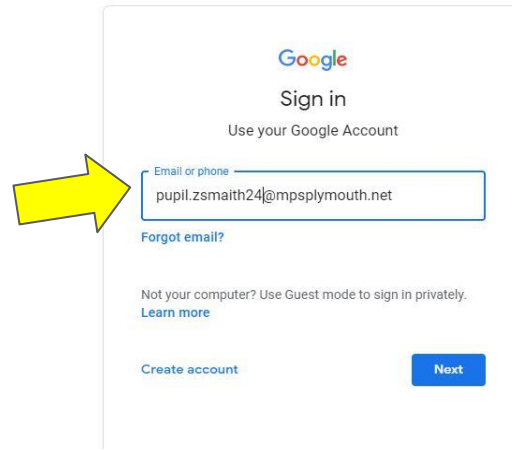 Google
Sign in
Use your Google Account
Email or phone
pupil.zsmaith24@mpsplymouth.net
Forgot email?
Not your computer? Use Guest mode to sign in privately.
Learn more
Create account
Next